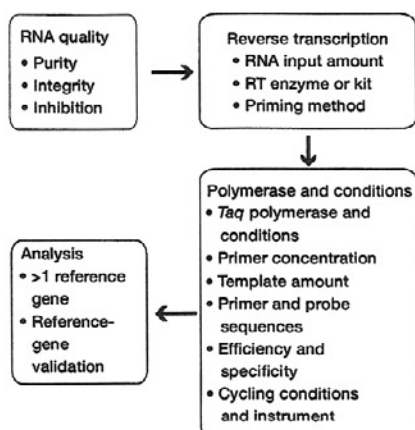 RNA quality
• Purity
• Integrity
• Inhibition
Reverse transcription
• RNA input amount
• RT enzyme or kit
• Priming method
Polymerase and conditions
• Taq polymerase and
conditions
• Primer concentration
• Template amount
• Primer and probe
sequences
• Efficiency and
specificity
• Cycling conditions
and instrument
Analysis
• >1 reference
gene
• Reference-
gene
validation